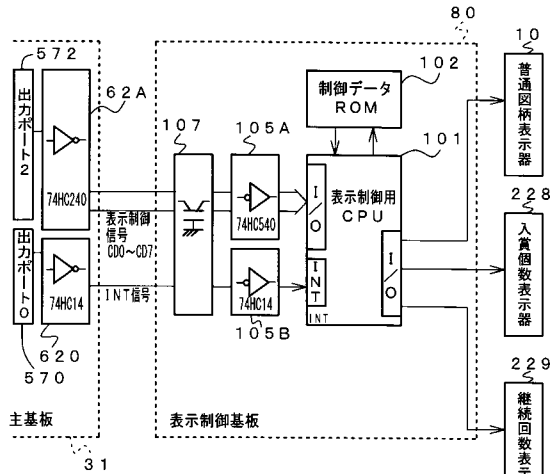 80
572
62A
出力ポート2
74HC240
107
105A
74HC540
制御データ
ROM
102
101
表示制御用
CPU
I/O
I/O
INT
INT
10
普通図柄表示器
228
入賞個数表示器
229
継続回数表示
表示制御
信号
CD0～CD7
出力ポート0
74HC14
INT信号
74HC14
105B
620
570
主基板
表示制御基板
31